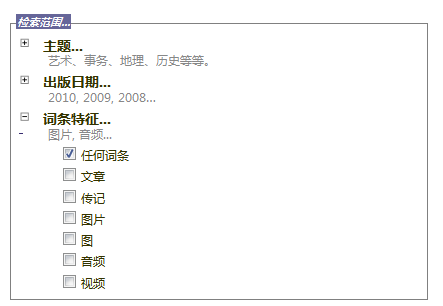 检索范围...
主题...
艺术、事务、地理、历史等等。
出版日期...
2010, 2009, 2008...
词条特征...
图片, 音频...
任何词条
文章
传记
图片
图
音频
视频